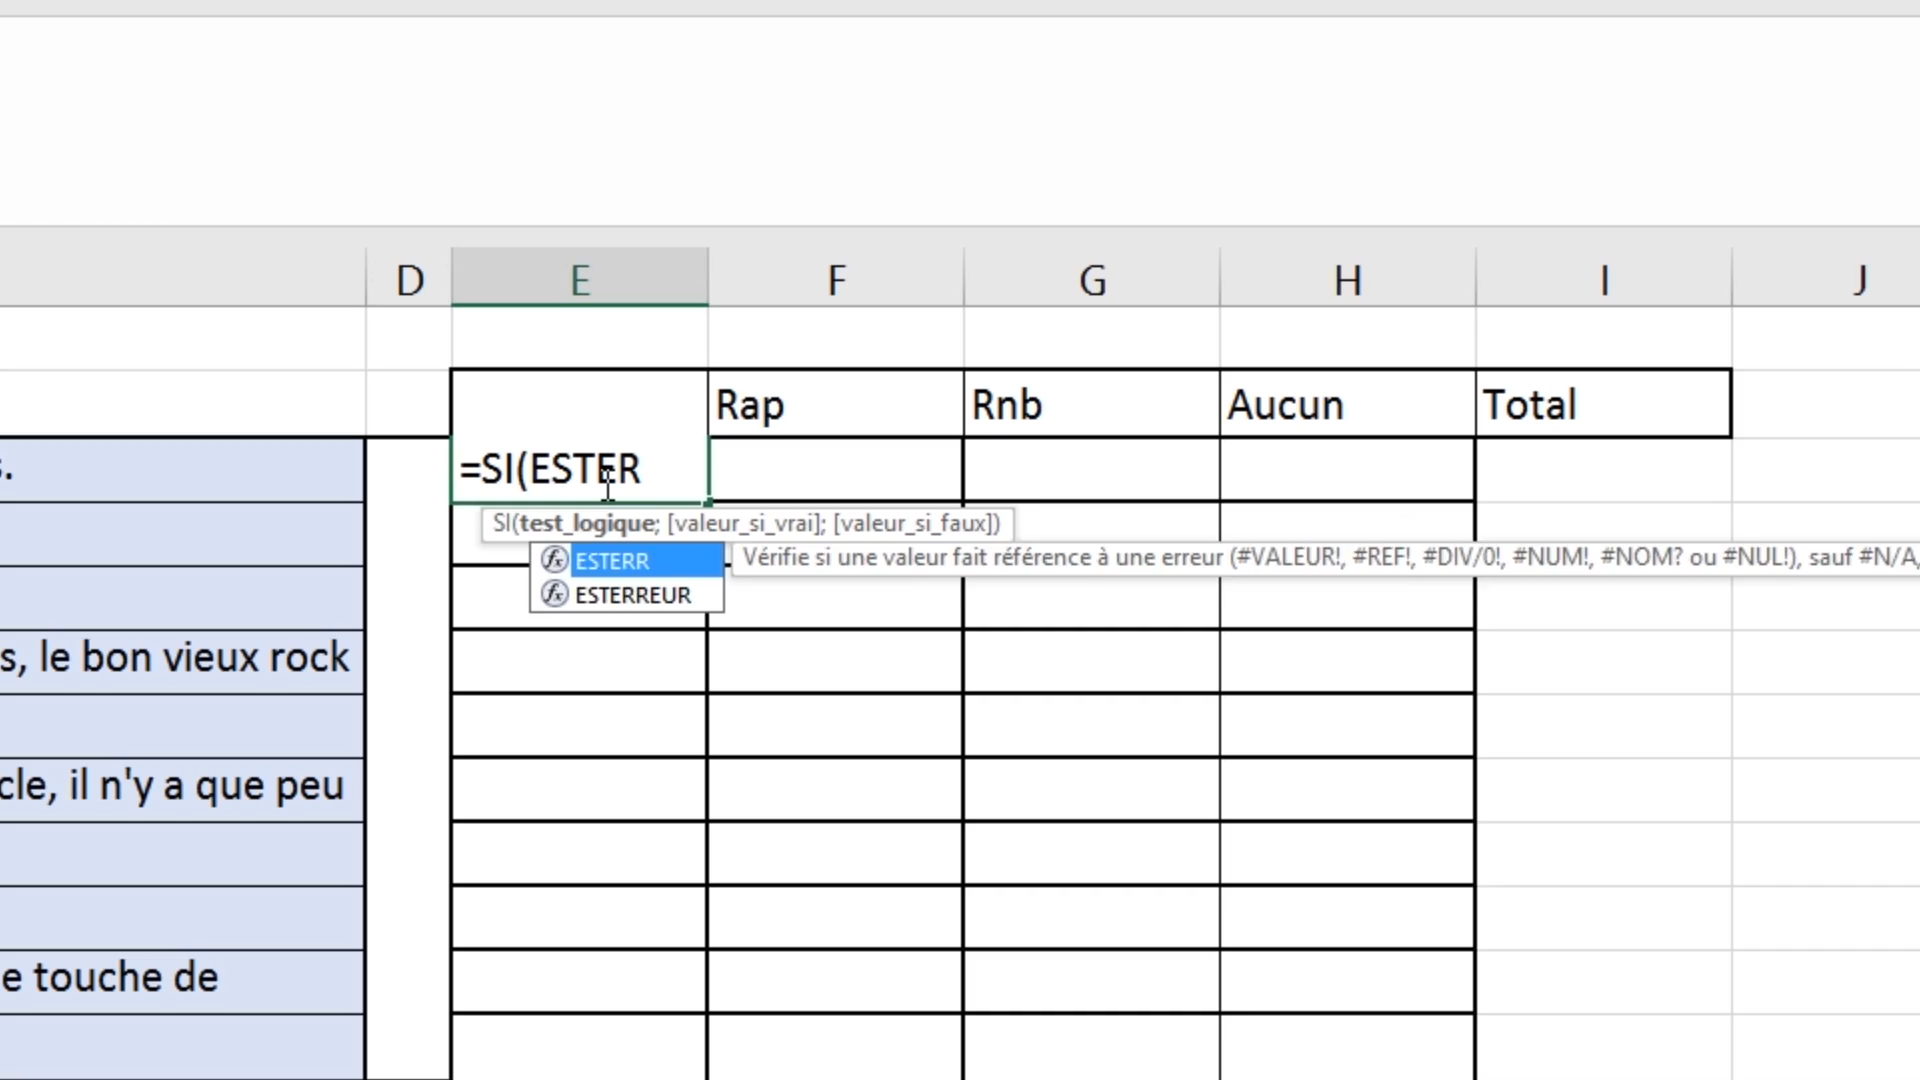 D E F G H I J
Rap Rnb Aucun Total
s. =SI(ESTER
SI(test_logique; [valeur_si_vrai]; [valeur_si_faux])
ESTERR Vérifie si une valeur fait référence à une erreur (#VALEUR!, #REF!, #DIV/0!, #NUM!, #NOM? ou #NUL!), sauf #N/A,
ESTERREUR
s, le bon vieux rock
cle, il n'y a que peu
e touche de